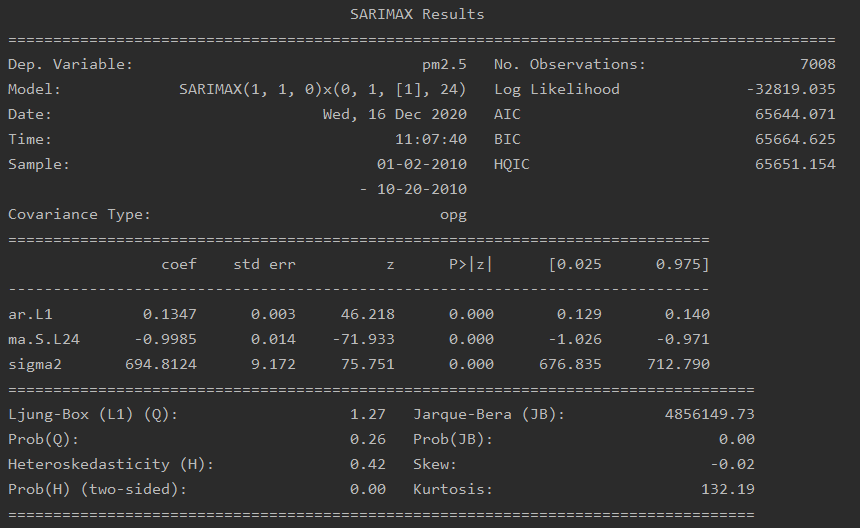 SARIMAX Results
==========================================================================================
Dep. Variable: pm2.5 No. Observations: 7008
Model: SARIMAX(1, 1, 0)x(0, 1, [1], 24) Log Likelihood -32819.035
Date: Wed, 16 Dec 2020 AIC 65644.071
Time: 11:07:40 BIC 65664.625
Sample: 01-02-2010 HQIC 65651.154
- 10-20-2010
Covariance Type: opg
==============================================================================
coef std err z P>|z| [0.025 0.975]
------------------------------------------------------------------------------
ar.L1 0.1347 0.003 46.218 0.000 0.129 0.140
ma.S.L24 -0.9985 0.014 -71.933 0.000 -1.026 -0.971
sigma2 694.8124 9.172 75.751 0.000 676.835 712.790
===================================================================================
Ljung-Box (L1) (Q): 1.27 Jarque-Bera (JB): 4856149.73
Prob(Q): 0.26 Prob(JB): 0.00
Heteroskedasticity (H): 0.42 Skew: -0.02
Prob(H) (two-sided): 0.00 Kurtosis: 132.19
===================================================================================